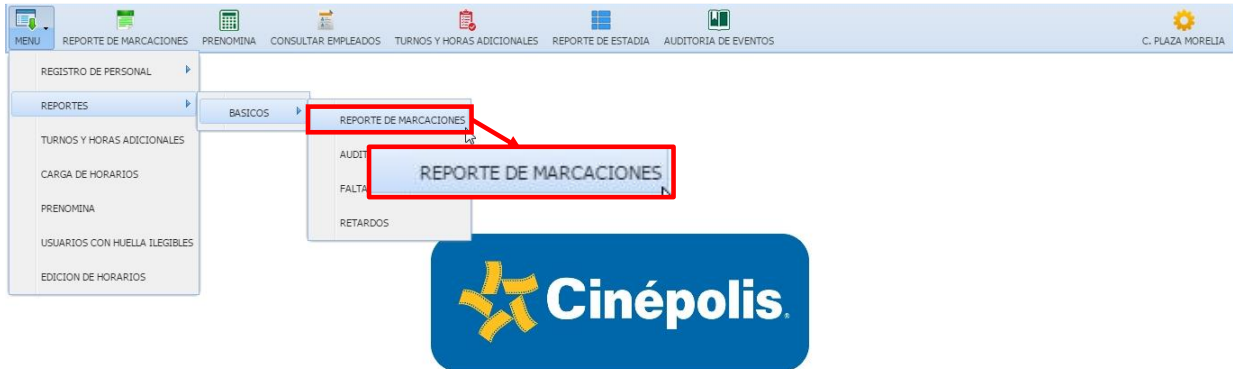 MENU
REPORTE DE MARCACIONES
PRENOMINA
CONSULTAR EMPLEADOS
TURNOS Y HORAS ADICIONALES
REPORTE DE ESTADIA
AUDITORIA DE EVENTOS
C. PLAZA MORELIA
REGISTRO DE PERSONAL
REPORTES
TURNOS Y HORAS ADICIONALES
CARGA DE HORARIOS
PRENOMINA
USUARIOS CON HUELLA ILEGIBLES
EDICION DE HORARIOS
BASICOS
REPORTE DE MARCACIONES
AUDIT
FALTA
RETARDOS
REPORTE DE MARCACIONES
Cinépolis